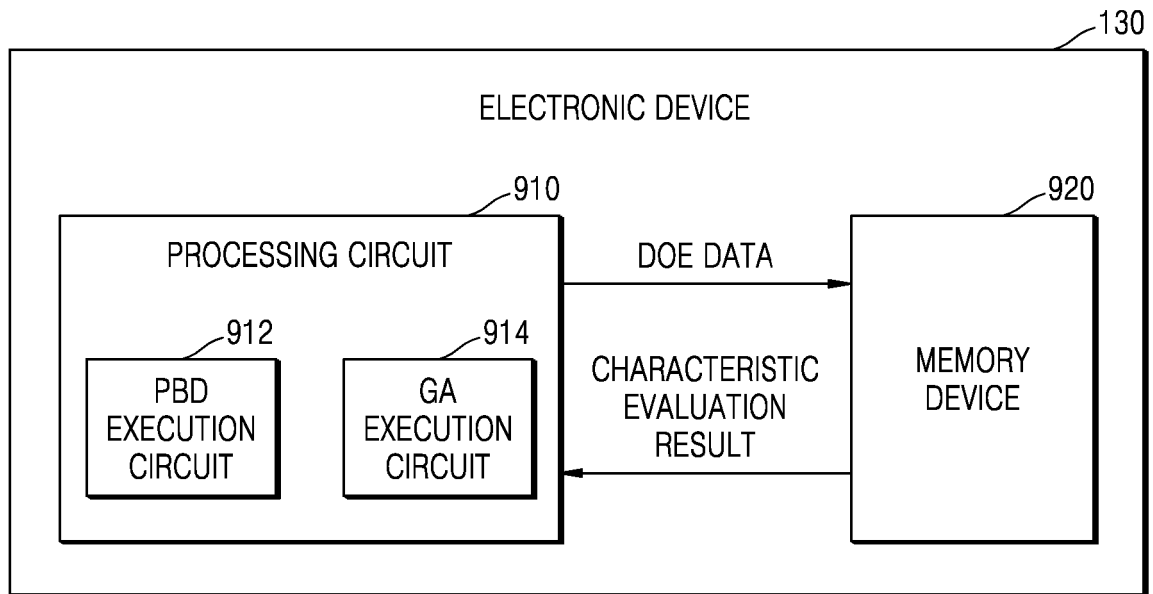 130
ELECTRONIC DEVICE
910
920
PROCESSING CIRCUIT
DOE DATA
912
914
PBD
EXECUTION
CIRCUIT
GA
EXECUTION
CIRCUIT
CHARACTERISTIC
EVALUATION
RESULT
MEMORY
DEVICE